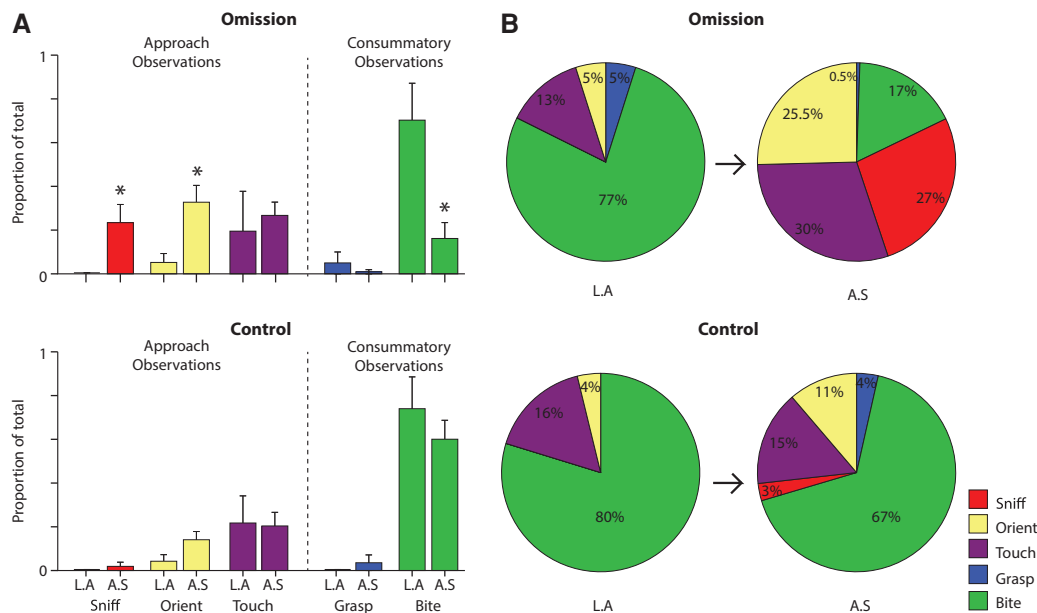 A
Omission
Approach
Observations
Consummatory
Observations
Proportion of total
1
0
*
*
*
Control
Approach
Observations
Consummatory
Observations
Proportion of total
1
0
L.A A.S L.A A.S L.A A.S L.A A.S L.A A.S
Sniff Orient Touch Grasp Bite
B
Omission
5% 5%
13%
77%
L.A
0.5%
17%
25.5%
27%
30%
A.S
Control
4%
16%
80%
L.A
4%
11%
15%
3%
67%
A.S
Sniff
Orient
Touch
Grasp
Bite